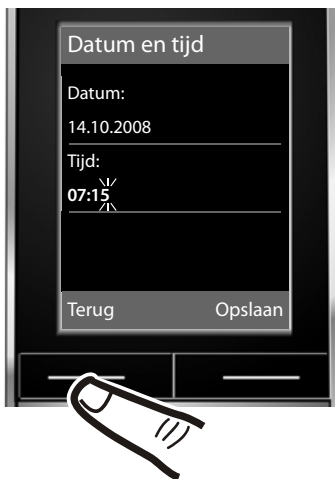 Datum en tijd
Datum:
14.10.2008
Tijd:
07:15
Terug Opslaan